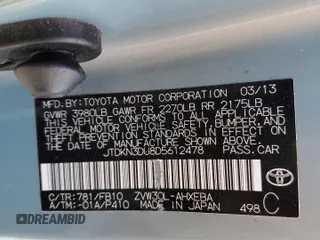 MFD.BY: TOYOTA MOTOR CORPORATION 03/13
GVWR 3980LB GAWR FR 2270LB RR 2175LB
THIS VEHICLE CONFORMS TO ALL APPLICABLE
FEDERAL MOTOR VEHICLE SAFETY, BUMPER, AND
THEFT PREVENTION STANDARDS IN EFFECT ON
THE DATE OF MANUFACTURE SHOWN ABOVE.
JTDKN3DU8D5612478 PASS.CAR
C/TR: 781/FB10 ZVW30L-AHXEBA
A/TM: -01A/P410 MADE IN JAPAN 498 C
TOYOTA
DREAMBID